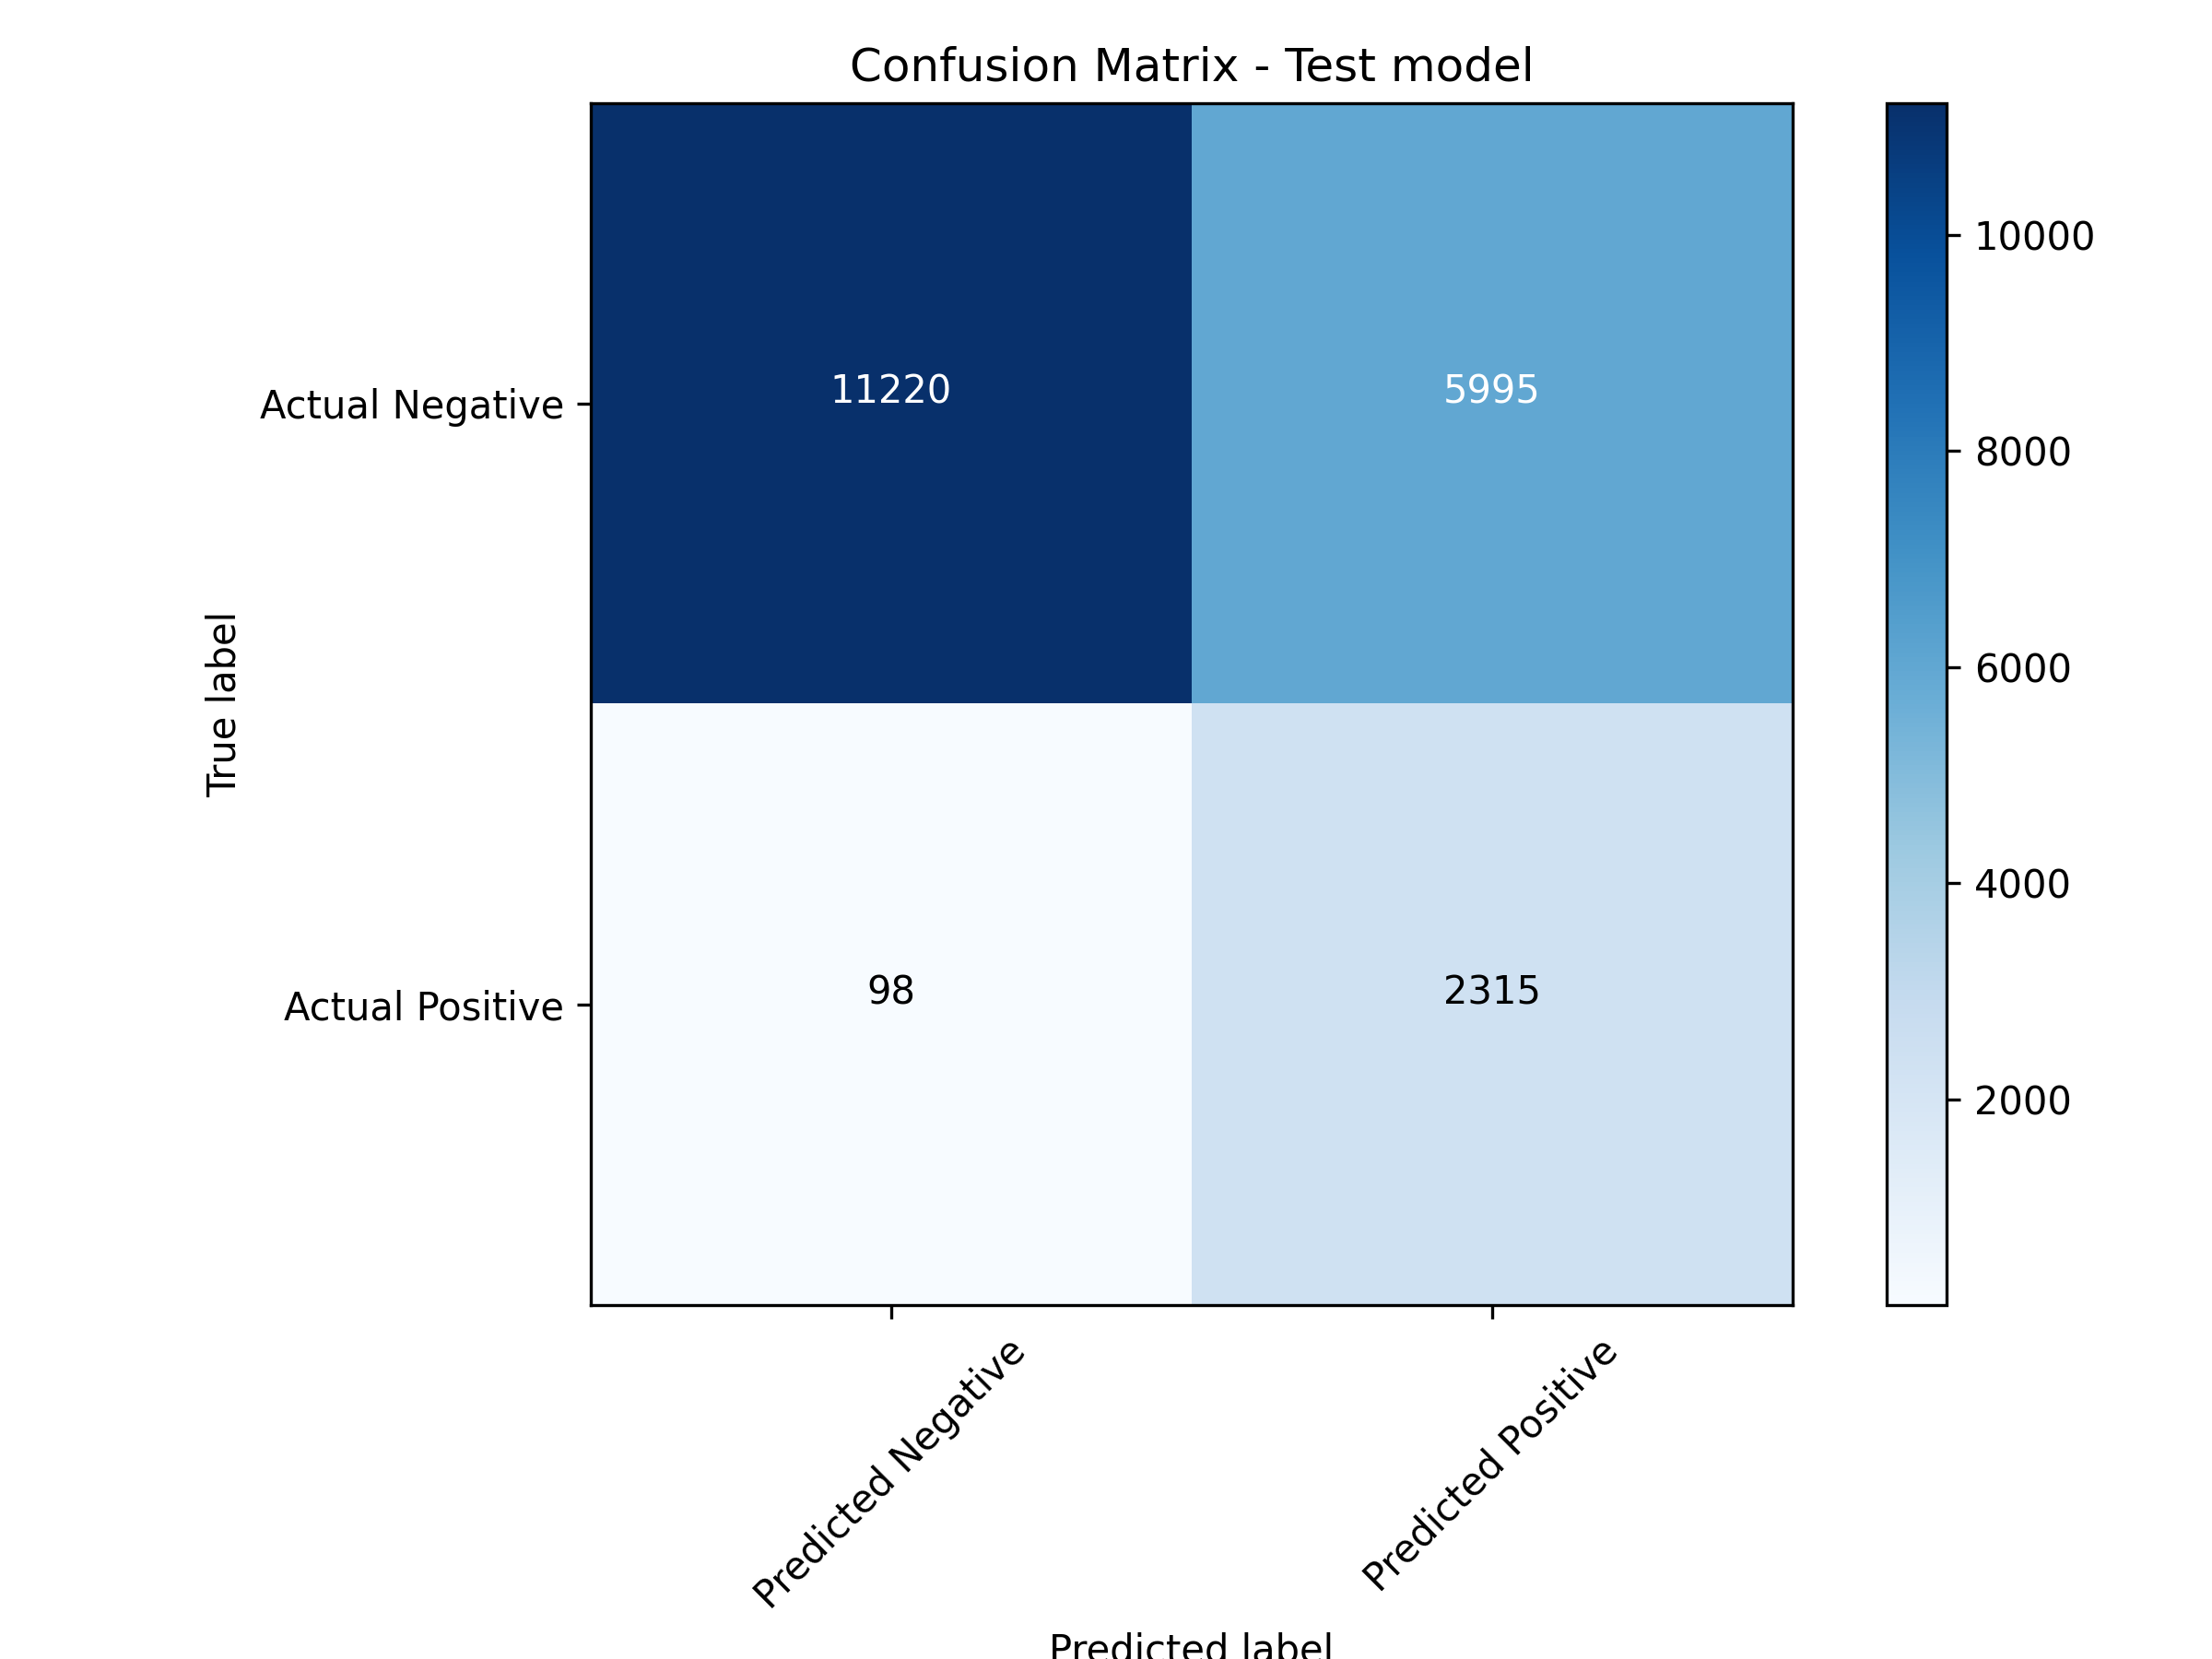 Confusion Matrix - Test model
11220
5995
98
2315
Actual Negative
Actual Positive
True label
Predicted Negative
Predicted Positive
Predicted label
10000
8000
6000
4000
2000